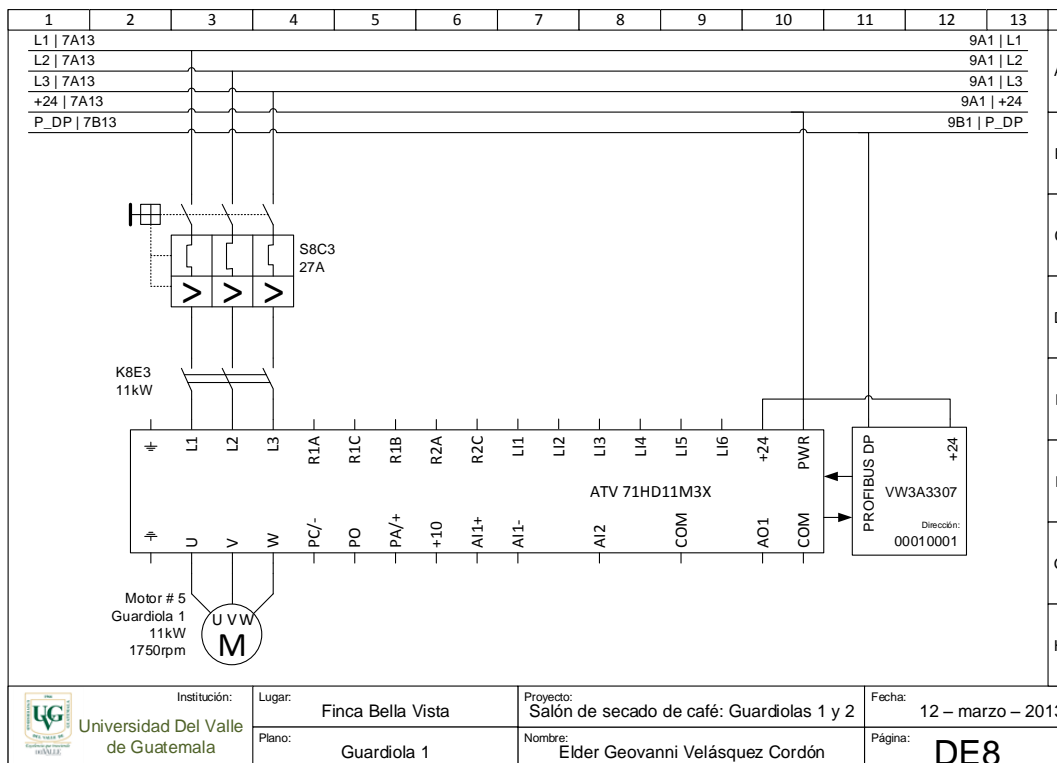 1 2 3 4 5 6 7 8 9 10 11 12 13
L1 | 7A13 9A1 | L1
L2 | 7A13 9A1 | L2
L3 | 7A13 9A1 | L3
+24 | 7A13 9A1 | +24
P_DP | 7B13 9B1 | P_DP
S8C3
27A
K8E3
11kW
L1 L2 L3 R1A R1C R1B R2A R2C LI1 LI2 LI3 LI4 LI5 LI6 +24 PWR
ATV 71HD11M3X
U V W PC/- PO PA/+ +10 AI1+ AI1- AI2 COM AO1 COM
PROFIBUS DP
+24
VW3A3307
Dirección:
00010001
Motor # 5
Guardiola 1
11kW
1750rpm
U V W
M
UVG
Institución:
Universidad Del Valle
de Guatemala
Lugar:
Finca Bella Vista
Plano:
Guardiola 1
Proyecto:
Salón de secado de café: Guardiolas 1 y 2
Nombre:
Elder Geovanni Velásquez Cordón
Fecha:
12 – marzo – 2013
Página:
DE8